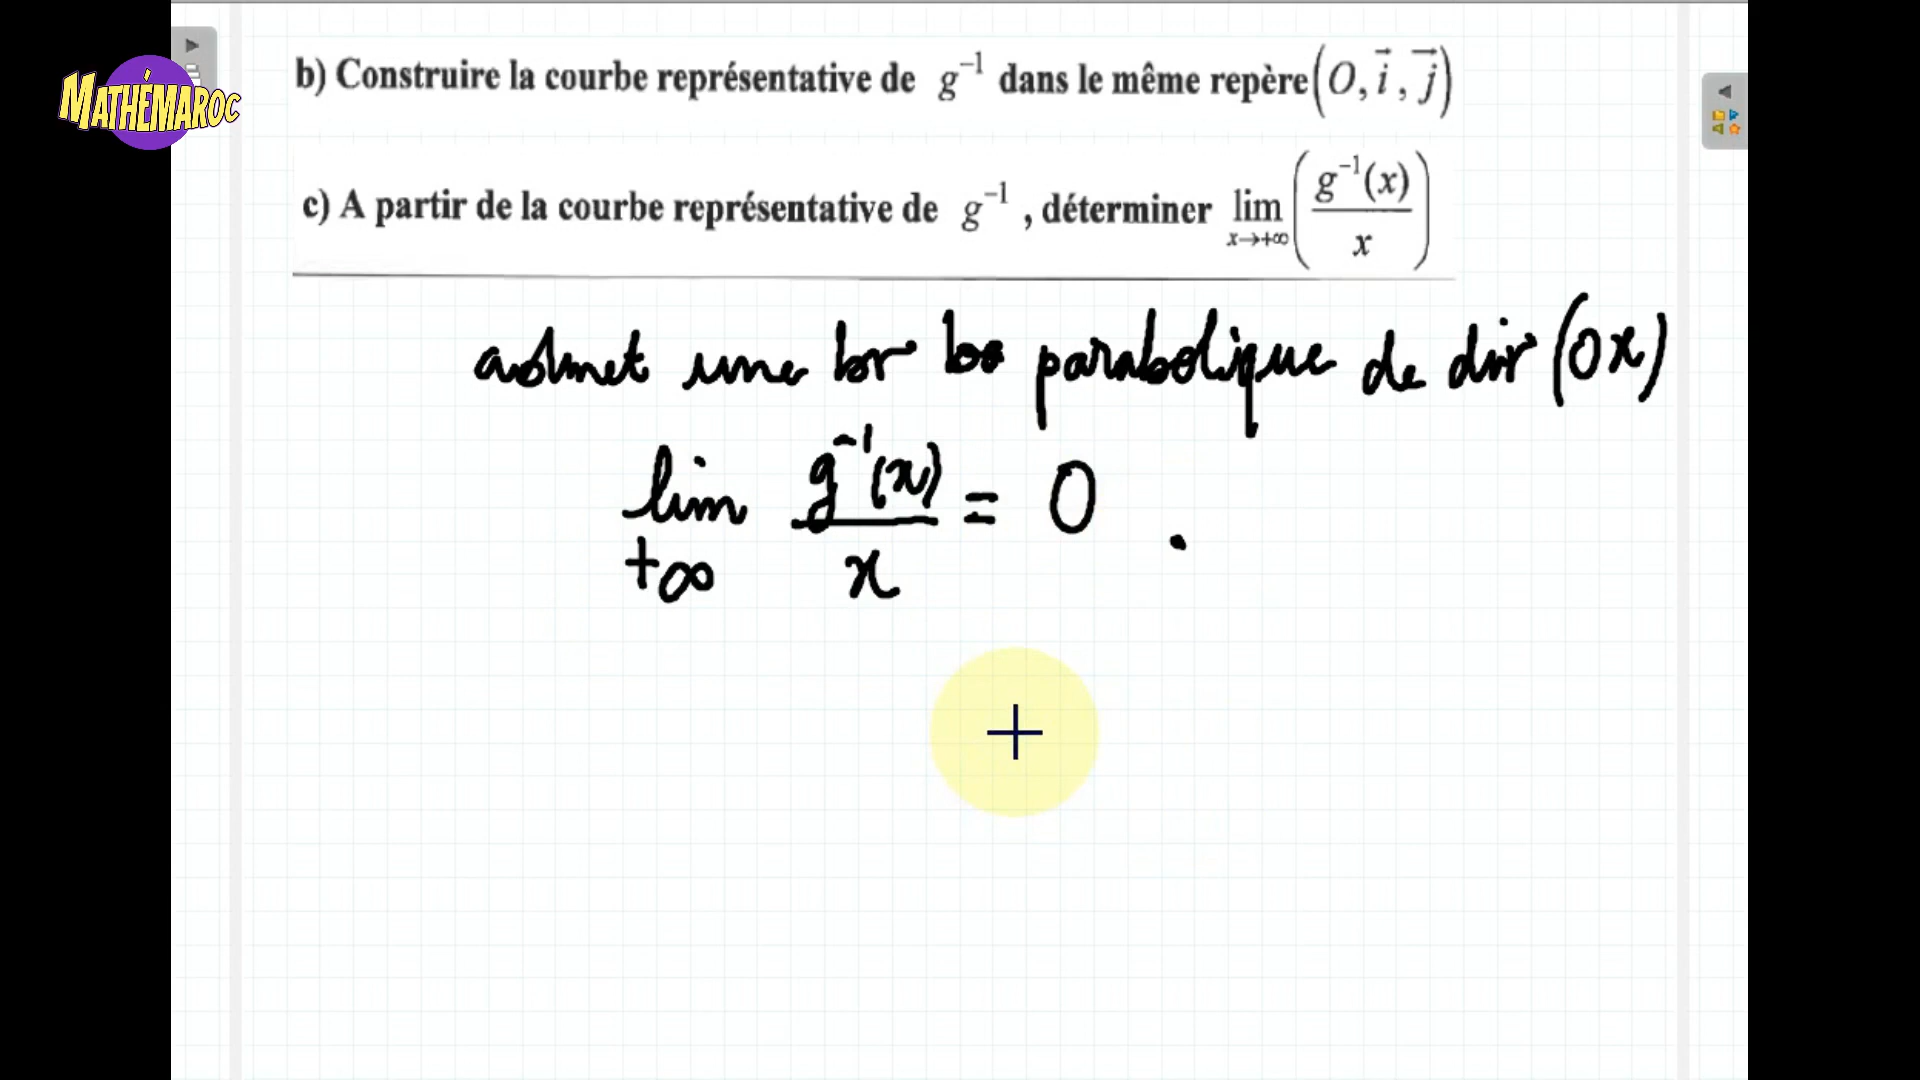 MATHÉMAROC
b) Construire la courbe représentative de g⁻¹ dans le même repère (O, i⃗, j⃗)
c) A partir de la courbe représentative de g⁻¹ , déterminer lim x→+∞ (g⁻¹(x)/x)
admet une br parabolique de dir (Ox)
lim +∞ g⁻¹(x)/x = 0 .